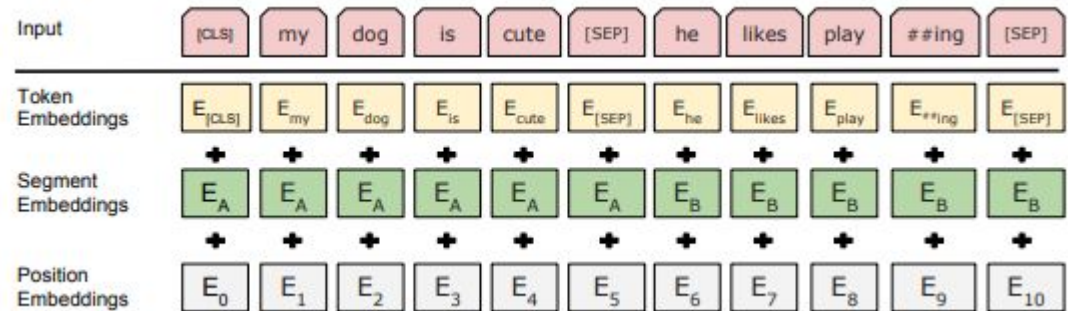 Input [CLS] my dog is cute [SEP] he likes play ##ing [SEP]
Token
Embeddings E[CLS] Emy Edog Eis Ecute E[SEP] Ehe Elikes Eplay E##ing E[SEP]
+ + + + + + + + + + +
Segment
Embeddings EA EA EA EA EA EA EB EB EB EB EB
+ + + + + + + + + + +
Position
Embeddings E0 E1 E2 E3 E4 E5 E6 E7 E8 E9 E10